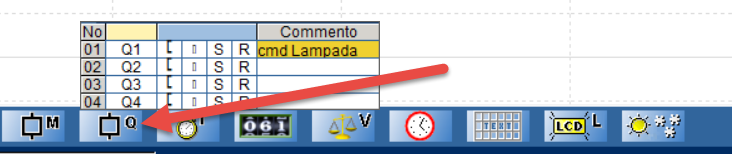 No Commento
01 Q1 [ ▯ S R cmd Lampada
02 Q2 [ ▯ S R
03 Q3 [ ▯ S R
04 Q4 [ ▯ S R
M Q T 061 V TEXT LCD L